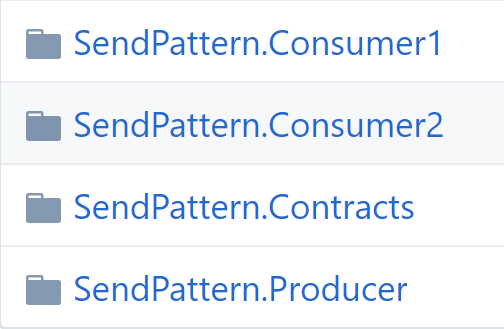 SendPattern.Consumer1
SendPattern.Consumer2
SendPattern.Contracts
SendPattern.Producer